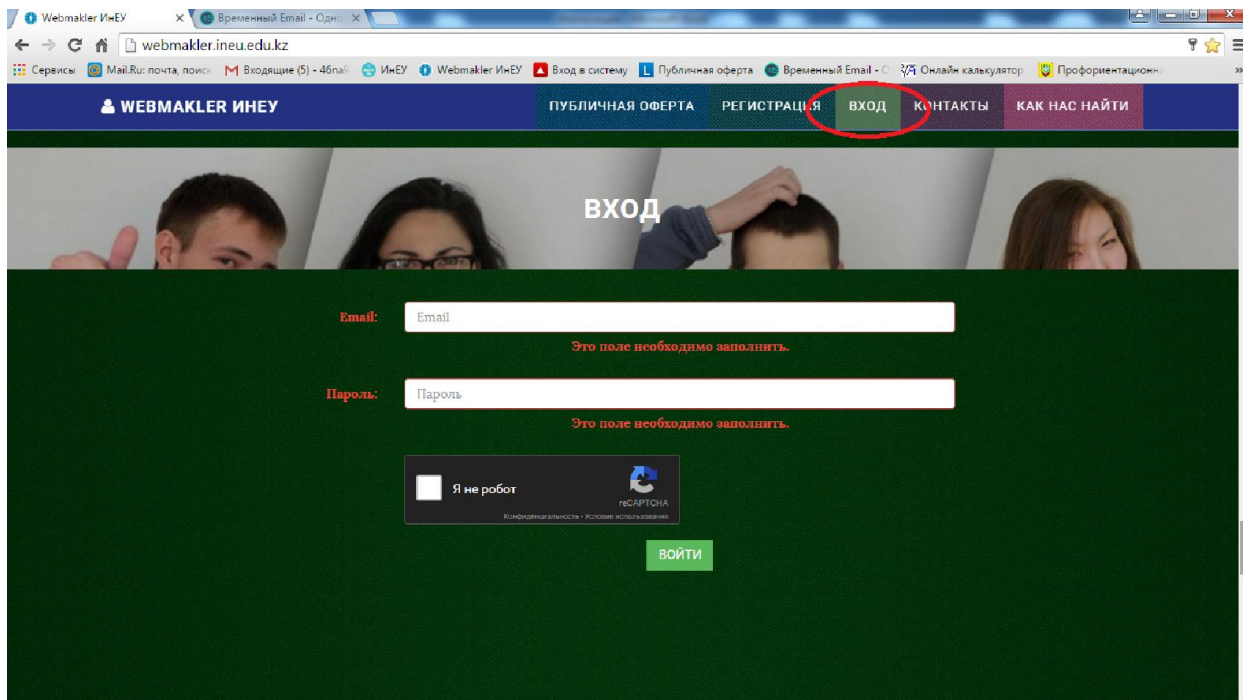 Webmakler ИнЕУ
Временный Email - Одно
webmakler.ineu.edu.kz
Сервисы Mail.Ru: почта, поиск Входящие (5) - ИнЕУ Webmakler ИнЕУ Вход в систему Публичная оферта Временный Email - О Онлайн калькулятор Профориентационн
WEBMAKLER ИНЕУ
ПУБЛИЧНАЯ ОФЕРТА РЕГИСТРАЦИЯ ВХОД КОНТАКТЫ КАК НАС НАЙТИ
ВХОД
Email: Email
Это поле необходимо заполнить.
Пароль: Пароль
Это поле необходимо заполнить.
Я не робот
reCAPTCHA
Конфиденциальность - Условия использования
ВОЙТИ